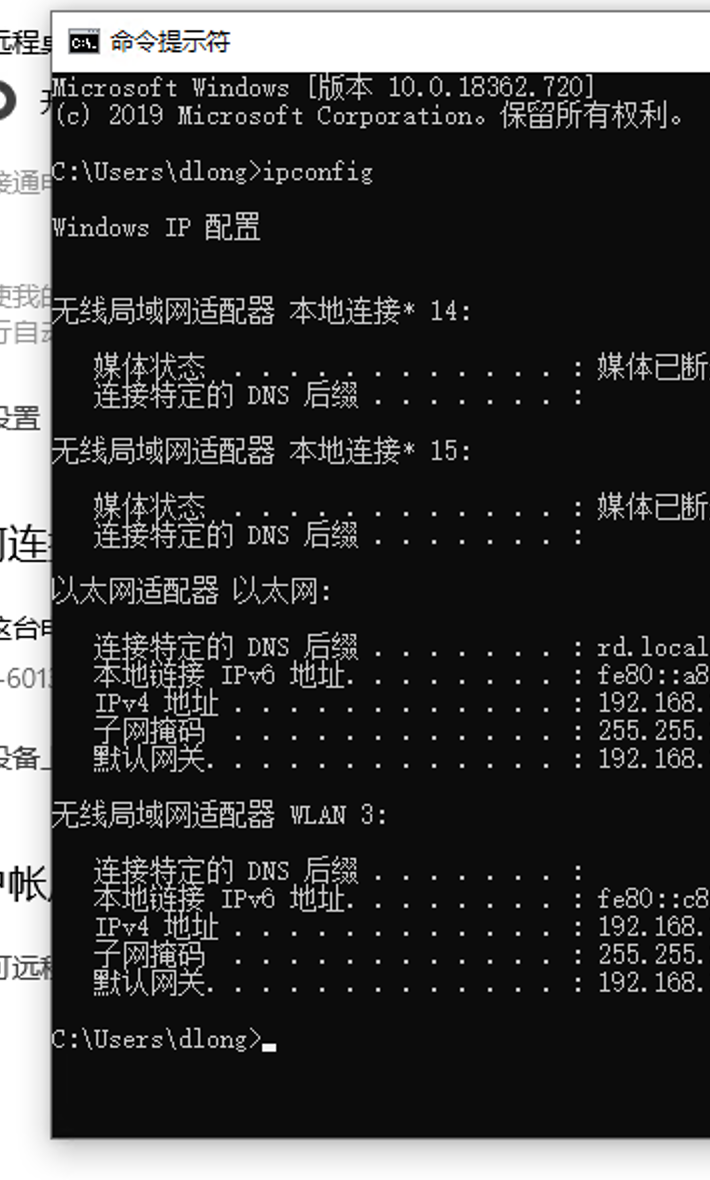 命令提示符
Microsoft Windows [版本 10.0.18362.720]
(c) 2019 Microsoft Corporation。保留所有权利。
C:\Users\dlong>ipconfig
Windows IP 配置
无线局域网适配器 本地连接* 14:
媒体状态 . . . . . . . . . . . . : 媒体已断
连接特定的 DNS 后缀 . . . . . . . :
无线局域网适配器 本地连接* 15:
媒体状态 . . . . . . . . . . . . : 媒体已断
连接特定的 DNS 后缀 . . . . . . . :
以太网适配器 以太网:
连接特定的 DNS 后缀 . . . . . . . : rd.local
本地链接 IPv6 地址. . . . . . . . : fe80::a8
IPv4 地址 . . . . . . . . . . . . : 192.168.
子网掩码 . . . . . . . . . . . . : 255.255.
默认网关. . . . . . . . . . . . . : 192.168.
无线局域网适配器 WLAN 3:
连接特定的 DNS 后缀 . . . . . . . :
本地链接 IPv6 地址. . . . . . . . : fe80::c8
IPv4 地址 . . . . . . . . . . . . : 192.168.
子网掩码 . . . . . . . . . . . . : 255.255.
默认网关. . . . . . . . . . . . . : 192.168.
C:\Users\dlong>
远程
接通
使我的
行自动
设置
连
这台
-601
设备上
帐
可远程